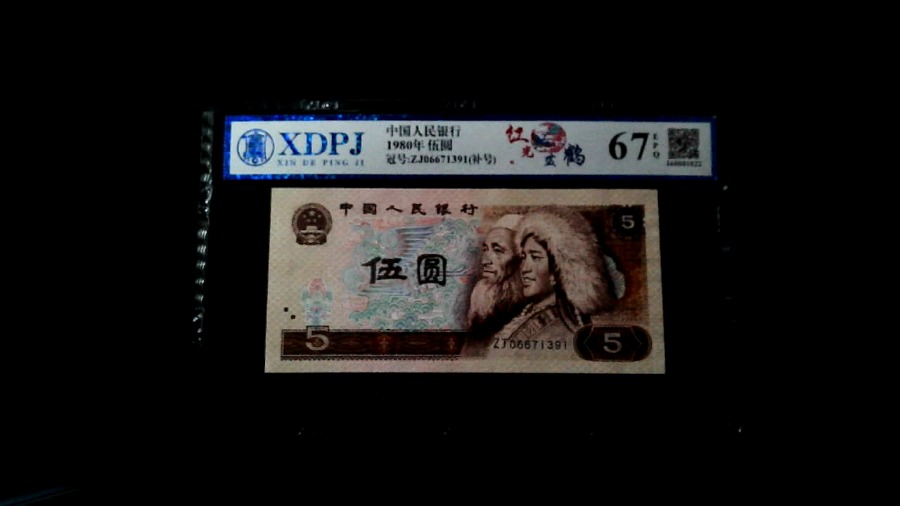 XDPJ
XIN DE PING JI
中国人民银行
1980年 伍圆
冠号:ZJ06671391(补号)
红光蓝鹤
67
EPQ
中国人民银行
5
伍圆
5
ZJ06671391
5